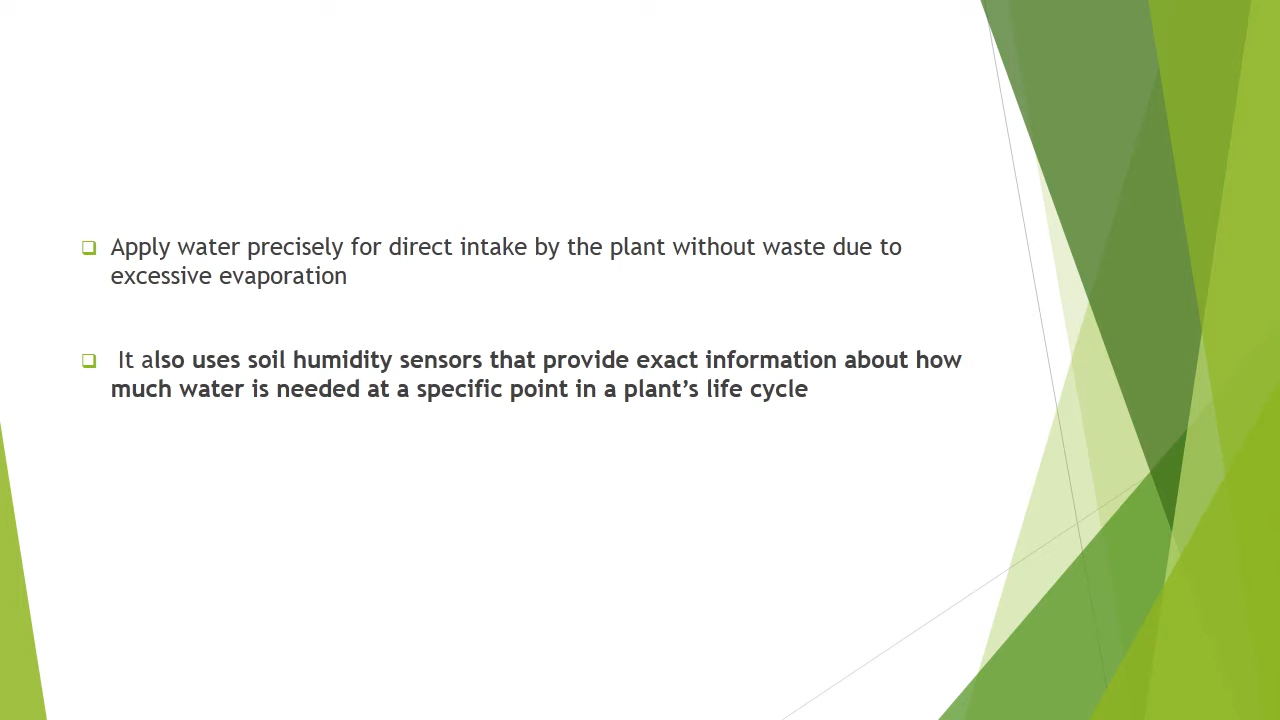 Apply water precisely for direct intake by the plant without waste due to
excessive evaporation
It also uses soil humidity sensors that provide exact information about how
much water is needed at a specific point in a plant’s life cycle